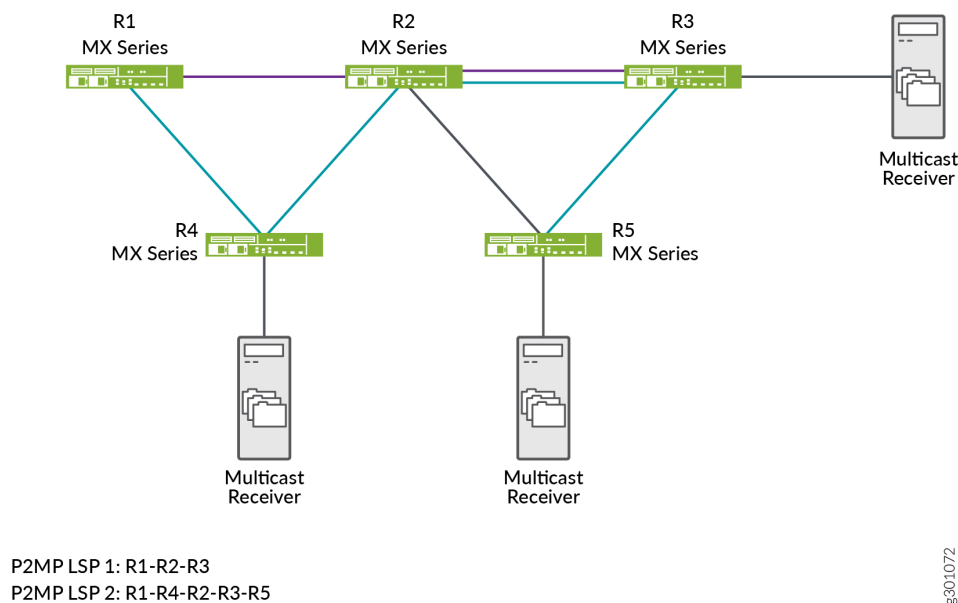 R1
MX Series
R2
MX Series
R3
MX Series
Multicast
Receiver
R4
MX Series
R5
MX Series
Multicast
Receiver
Multicast
Receiver
P2MP LSP 1: R1-R2-R3
P2MP LSP 2: R1-R4-R2-R3-R5
g301072